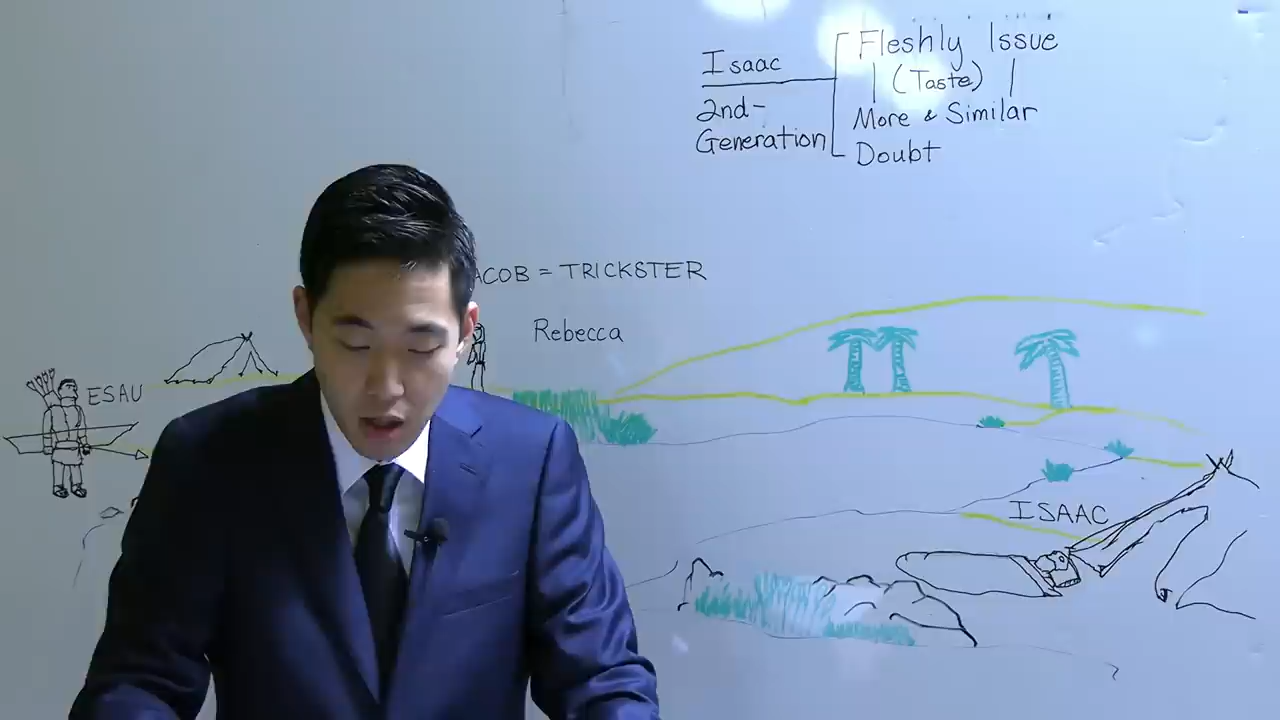 Isaac
2nd-
Generation
Fleshly Issue
| (Taste) |
More & Similar
Doubt
ACOB = TRICKSTER
Rebecca
ESAU
ISAAC